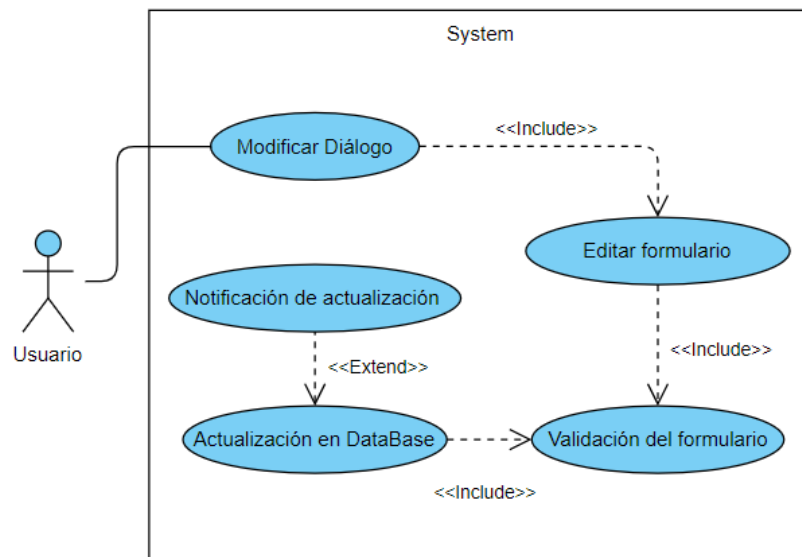 System
Modificar Diálogo
<<Include>>
Editar formulario
Notificación de actualización
Usuario
<<Include>>
<<Extend>>
Actualización en DataBase
Validación del formulario
<<Include>>